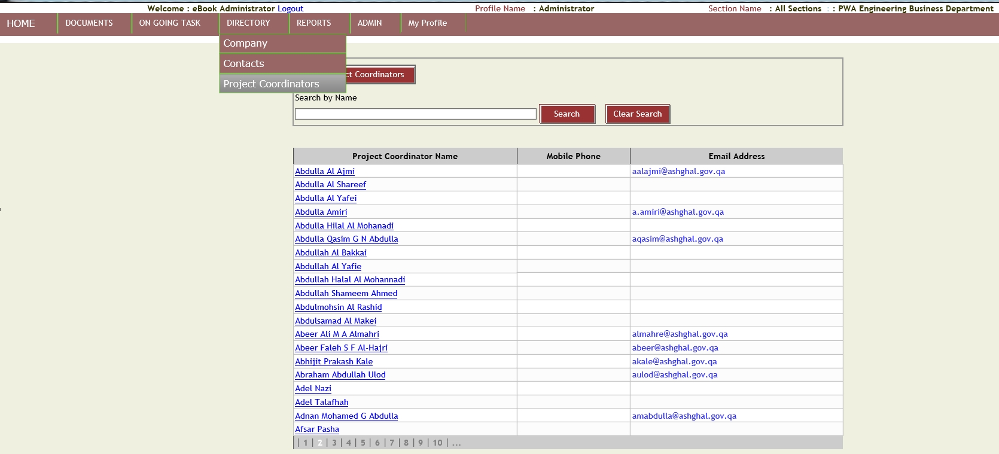 Welcome : eBook Administrator Logout Profile Name : Administrator Section Name : All Sections : : PWA Engineering Business Department
HOME DOCUMENTS ON GOING TASK DIRECTORY REPORTS ADMIN My Profile
Company
Contacts
ct Coordinators
Project Coordinators
Search by Name
Search Clear Search
Project Coordinator Name Mobile Phone Email Address
Abdulla Al Ajmi aalajmi@ashghal.gov.qa
Abdulla Al Shareef
Abdulla Al Yafei
Abdulla Amiri a.amiri@ashghal.gov.qa
Abdulla Hilal Al Mohanadi
Abdulla Qasim G N Abdulla aqasim@ashghal.gov.qa
Abdullah Al Bakkai
Abdullah Al Yafie
Abdullah Halal Al Mohannadi
Abdullah Shameem Ahmed
Abdulmohsin Al Rashid
Abdulsamad Al Makei
Abeer Ali M A Almahri almahre@ashghal.gov.qa
Abeer Faleh S F Al-Hajri abeer@ashghal.gov.qa
Abhijit Prakash Kale akale@ashghal.gov.qa
Abraham Abdullah Ulod aulod@ashghal.gov.qa
Adel Nazi
Adel Talafhah
Adnan Mohamed G Abdulla amabdulla@ashghal.gov.qa
Afsar Pasha
| 1 | 2 | 3 | 4 | 5 | 6 | 7 | 8 | 9 | 10 | ...